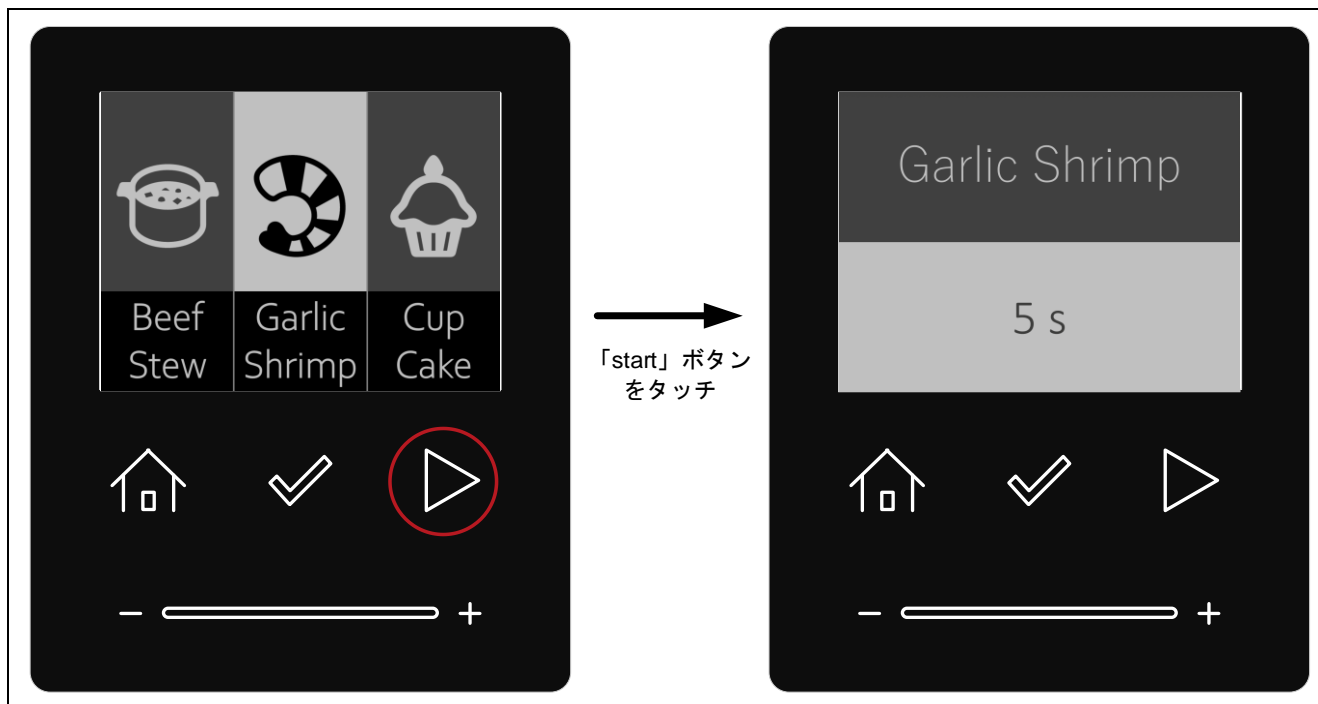 Beef
Stew
Garlic
Shrimp
Cup
Cake
- +
「start」ボタン
をタッチ
Garlic Shrimp
5 s
- +